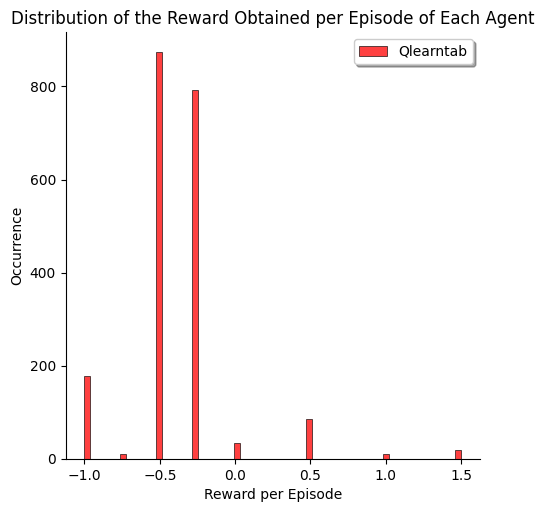 Distribution of the Reward Obtained per Episode of Each Agent
Qlearntab
800
600
400
200
0
Occurrence
−1.0 −0.5 0.0 0.5 1.0 1.5
Reward per Episode